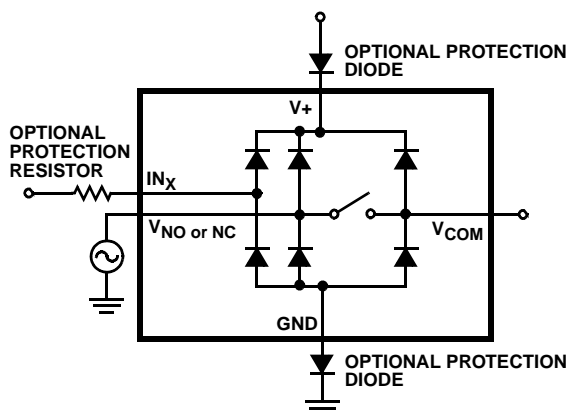 OPTIONAL PROTECTION
DIODE
V+
OPTIONAL
PROTECTION
RESISTOR
INX
VNO or NC
VCOM
GND
OPTIONAL PROTECTION
DIODE